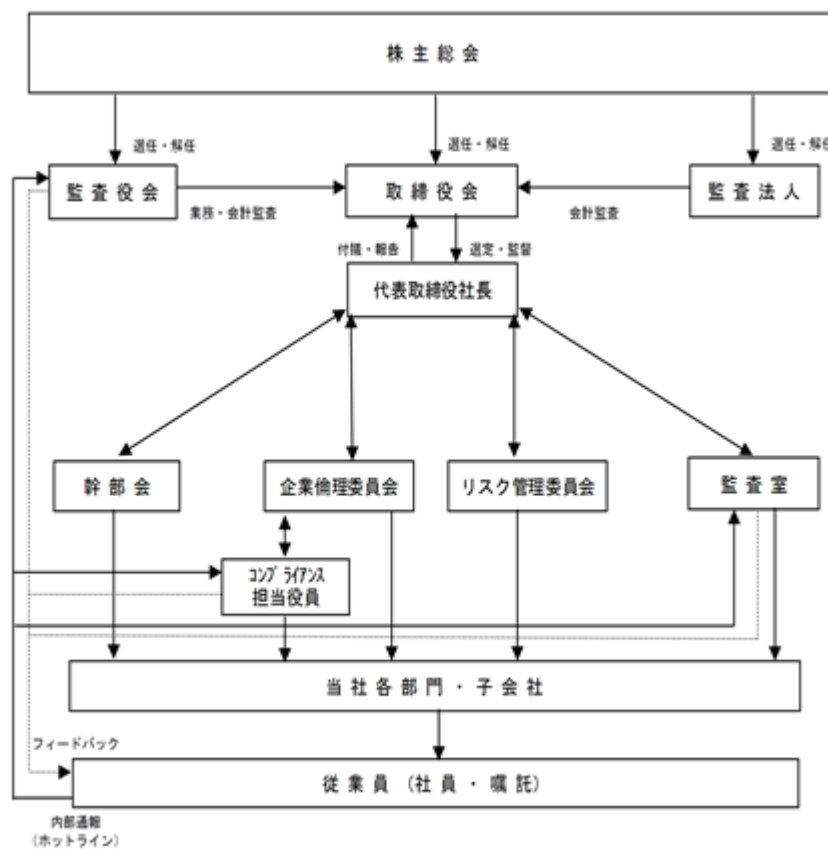 株主総会
選任・解任
選任・解任
選任・解任
監査役会
取締役会
監査法人
業務・会計監査
会計監査
付議・報告
選定・監督
代表取締役社長
幹部会
企業倫理委員会
リスク管理委員会
監査室
コンプライアンス
担当役員
当社各部門・子会社
フィードバック
従業員(社員・嘱託)
内部通報
(ホットライン)